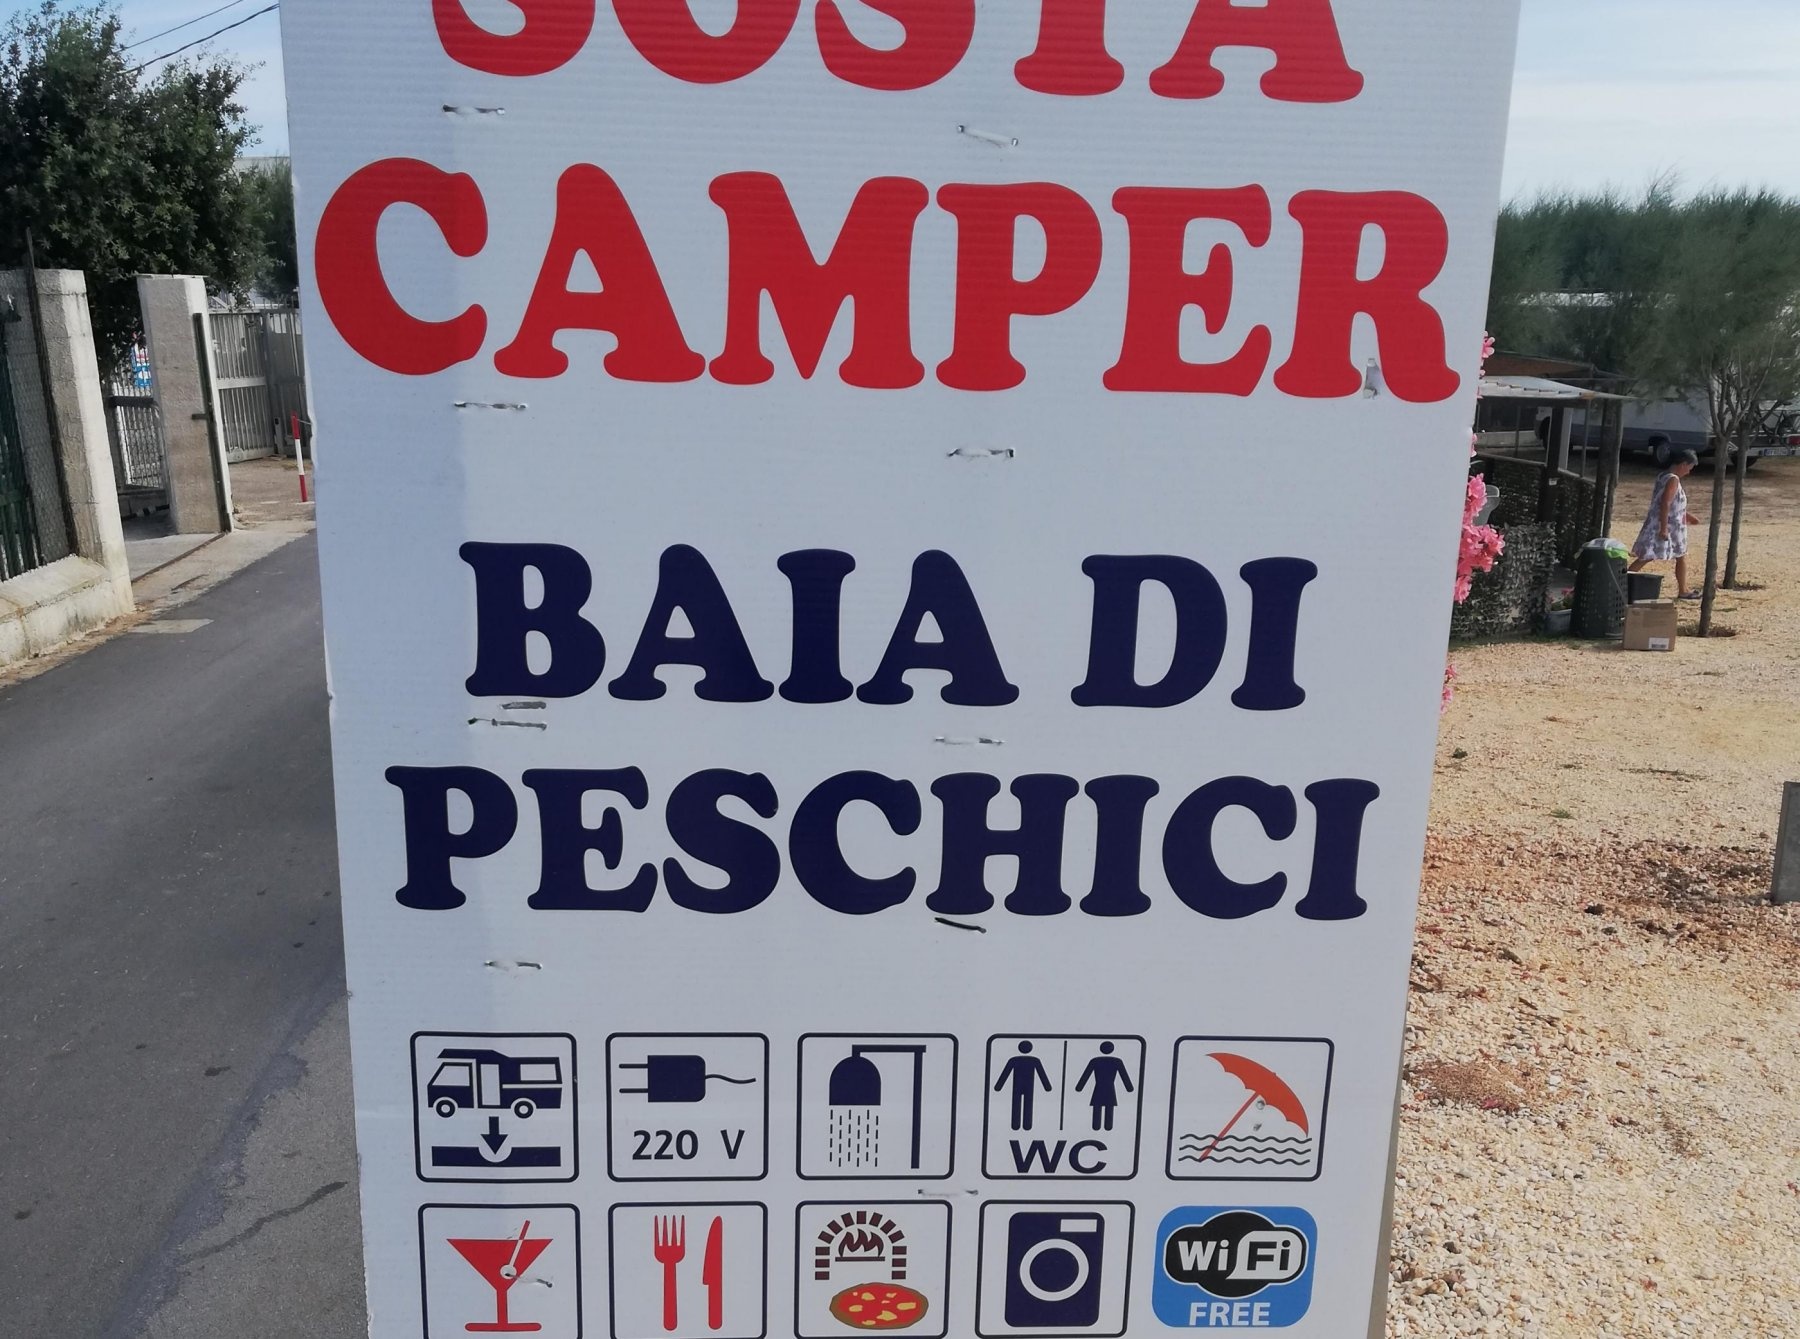 SOSTA
CAMPER
BAIA DI
PESCHICI
220 V
WC
WiFi
FREE